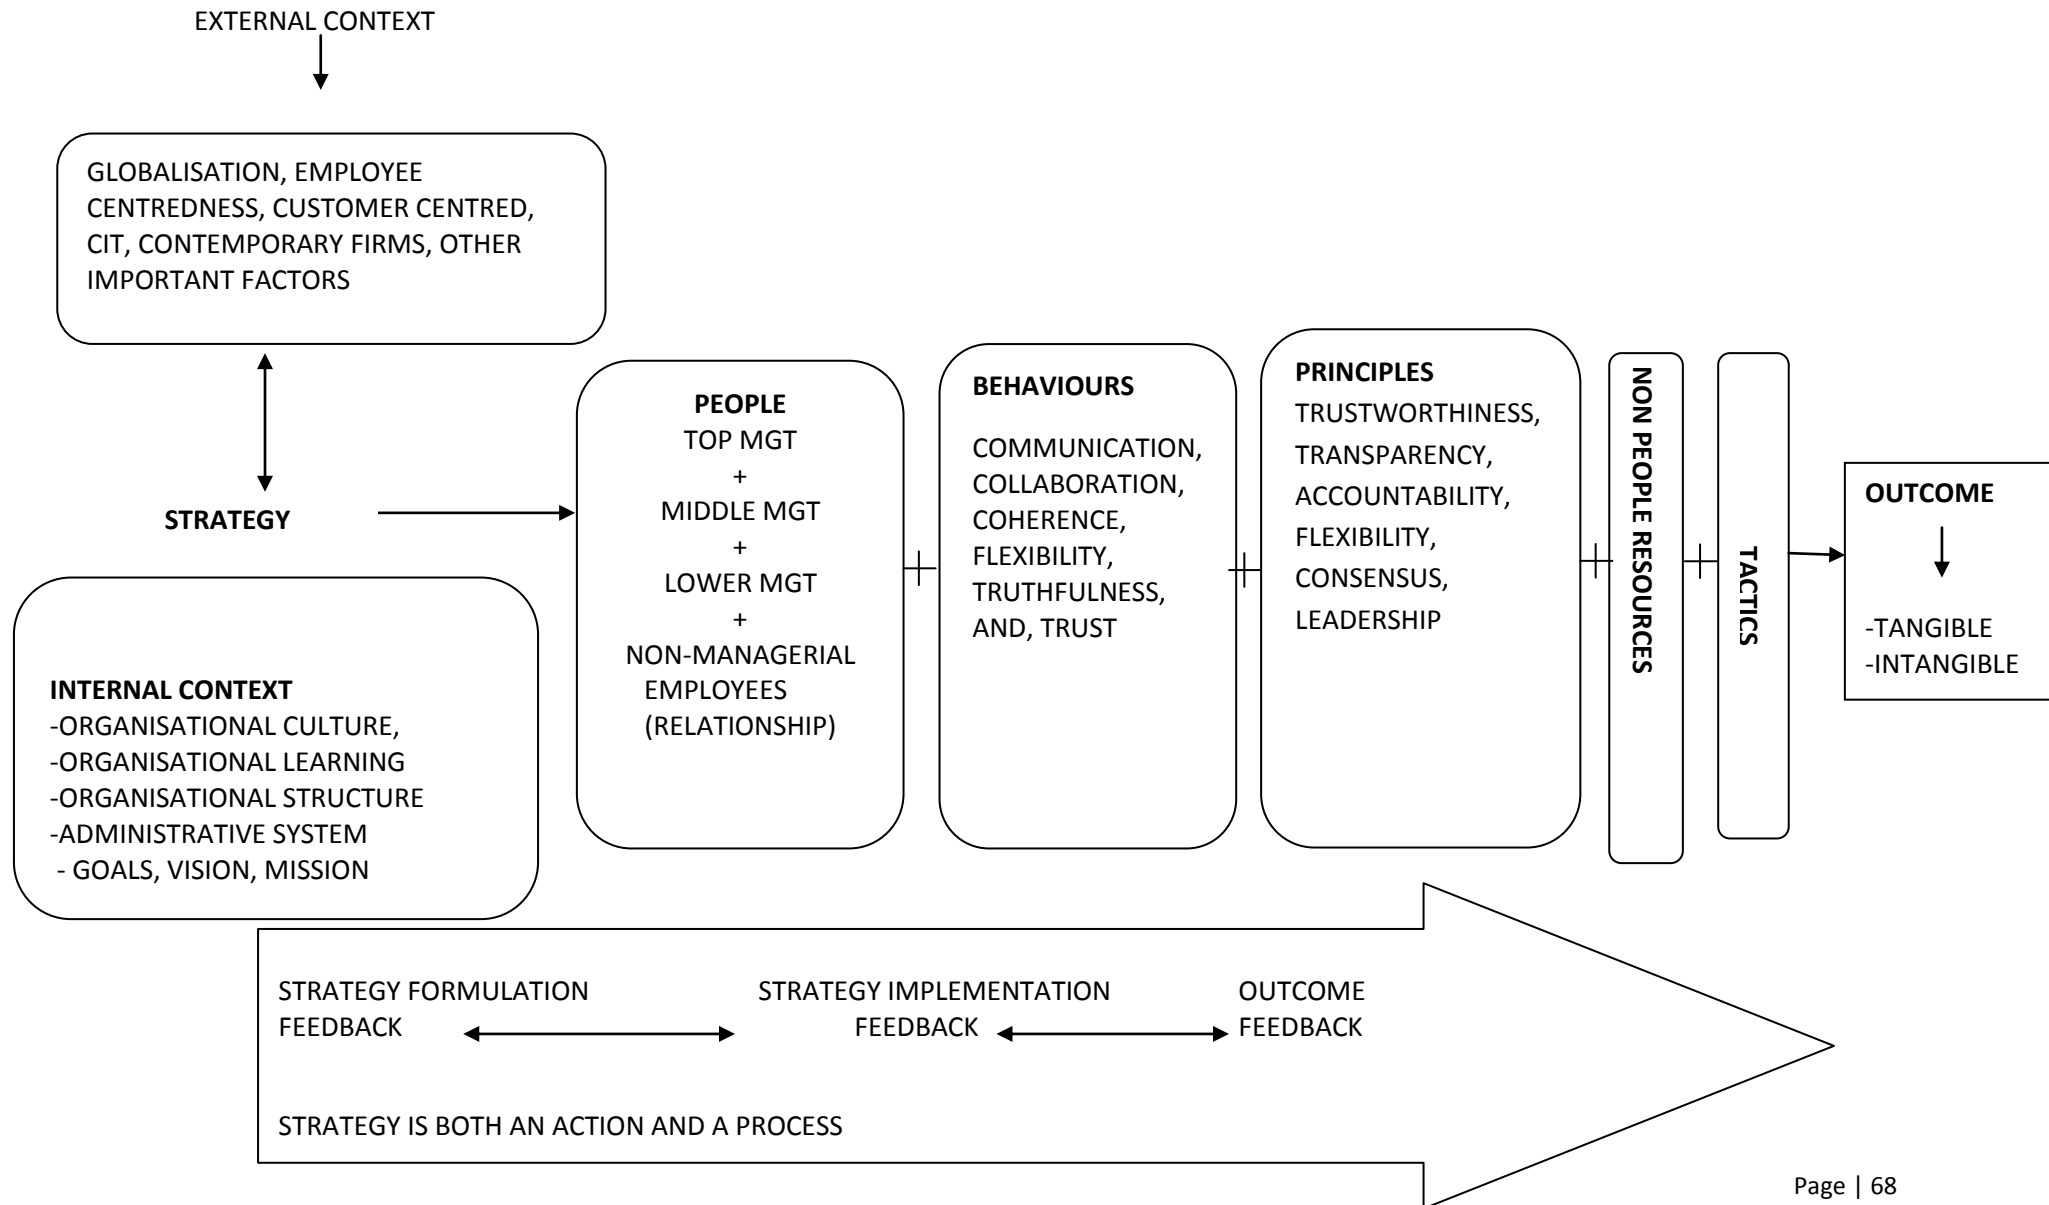 EXTERNAL CONTEXT
GLOBALISATION, EMPLOYEE
CENTREDNESS, CUSTOMER CENTRED,
CIT, CONTEMPORARY FIRMS, OTHER
IMPORTANT FACTORS
STRATEGY
INTERNAL CONTEXT
-ORGANISATIONAL CULTURE,
-ORGANISATIONAL LEARNING
-ORGANISATIONAL STRUCTURE
-ADMINISTRATIVE SYSTEM
- GOALS, VISION, MISSION
PEOPLE
TOP MGT
+
MIDDLE MGT
+
LOWER MGT
+
NON-MANAGERIAL
EMPLOYEES
(RELATIONSHIP)
BEHAVIOURS
COMMUNICATION,
COLLABORATION,
COHERENCE,
FLEXIBILITY,
TRUTHFULNESS,
AND, TRUST
PRINCIPLES
TRUSTWORTHINESS,
TRANSPARENCY,
ACCOUNTABILITY,
FLEXIBILITY,
CONSENSUS,
LEADERSHIP
NON PEOPLE RESOURCES
TACTICS
OUTCOME
-TANGIBLE
-INTANGIBLE
STRATEGY FORMULATION STRATEGY IMPLEMENTATION OUTCOME
FEEDBACK FEEDBACK FEEDBACK
STRATEGY IS BOTH AN ACTION AND A PROCESS
Page | 68